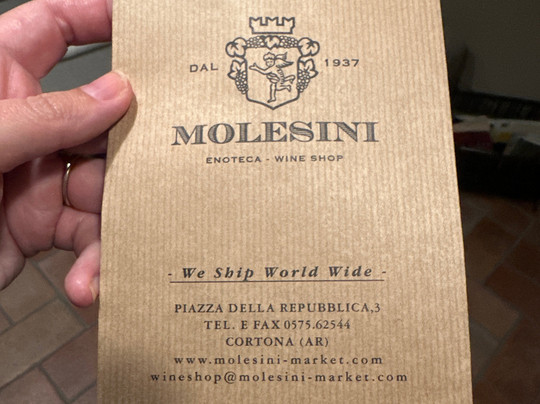 DAL 1937
MOLESINI
ENOTECA - WINE SHOP
- We Ship World Wide -
PIAZZA DELLA REPUBBLICA,3
TEL. E FAX 0575.62544
CORTONA (AR)
www.molesini-market.com
wineshop@molesini-market.com